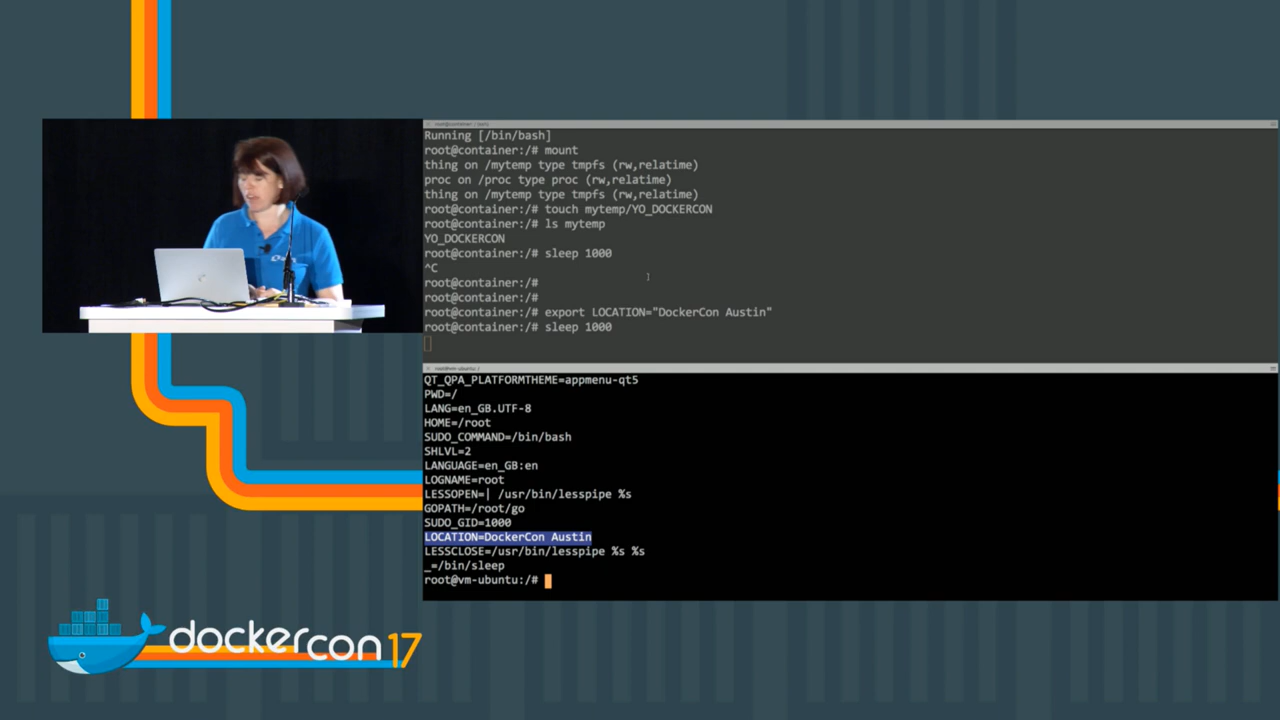 Running [/bin/bash]
root@container:/# mount
thing on /mytemp type tmpfs (rw,relatime)
proc on /proc type proc (rw,relatime)
thing on /mytemp type tmpfs (rw,relatime)
root@container:/# touch mytemp/YO_DOCKERCON
root@container:/# ls mytemp
YO_DOCKERCON
root@container:/# sleep 1000
^C
root@container:/#
root@container:/#
root@container:/# export LOCATION="DockerCon Austin"
root@container:/# sleep 1000
QT_QPA_PLATFORMTHEME=appmenu-qt5
PWD=/
LANG=en_GB.UTF-8
HOME=/root
SUDO_COMMAND=/bin/bash
SHLVL=2
LANGUAGE=en_GB:en
LOGNAME=root
LESSOPEN=| /usr/bin/lesspipe %s
GOPATH=/root/go
SUDO_GID=1000
LOCATION=DockerCon Austin
LESSCLOSE=/usr/bin/lesspipe %s %s
_=/bin/sleep
root@vm-ubuntu:/#
dockercon 17